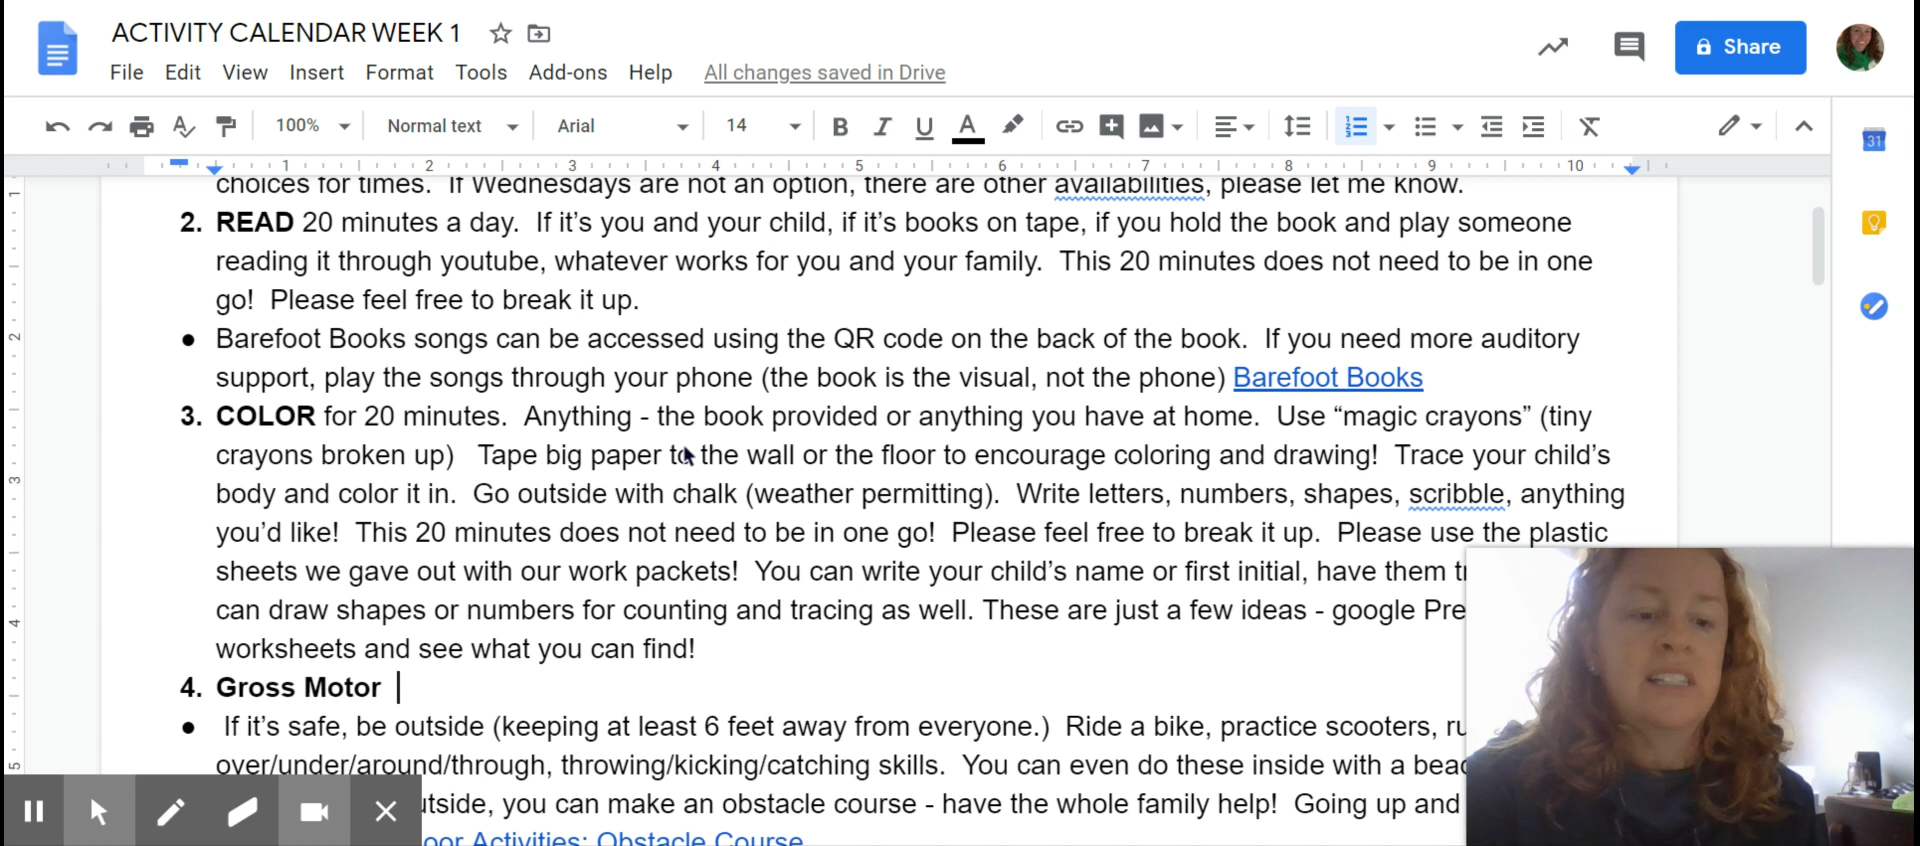 ACTIVITY CALENDAR WEEK 1
Share
File Edit View Insert Format Tools Add-ons Help All changes saved in Drive
100% Normal text Arial 14 B I U A
31
1 2 3 4 5 6 7 8 9 10
choices for times. If Wednesdays are not an option, there are other availabilities, please let me know.
2. READ 20 minutes a day. If it’s you and your child, if it’s books on tape, if you hold the book and play someone
reading it through youtube, whatever works for you and your family. This 20 minutes does not need to be in one
go! Please feel free to break it up.
● Barefoot Books songs can be accessed using the QR code on the back of the book. If you need more auditory
support, play the songs through your phone (the book is the visual, not the phone) Barefoot Books
3. COLOR for 20 minutes. Anything - the book provided or anything you have at home. Use “magic crayons” (tiny
crayons broken up) Tape big paper to the wall or the floor to encourage coloring and drawing! Trace your child’s
body and color it in. Go outside with chalk (weather permitting). Write letters, numbers, shapes, scribble, anything
you’d like! This 20 minutes does not need to be in one go! Please feel free to break it up. Please use the plastic
sheets we gave out with our work packets! You can write your child’s name or first initial, have them
can draw shapes or numbers for counting and tracing as well. These are just a few ideas - google
worksheets and see what you can find!
4. Gross Motor
● If it’s safe, be outside (keeping at least 6 feet away from everyone.) Ride a bike, practice scooters,
over/under/around/through, throwing/kicking/catching skills. You can even do these inside with a
you can make an obstacle course - have the whole family help! Going up and
Activities: Obstacle Course
1
2
3
4
5